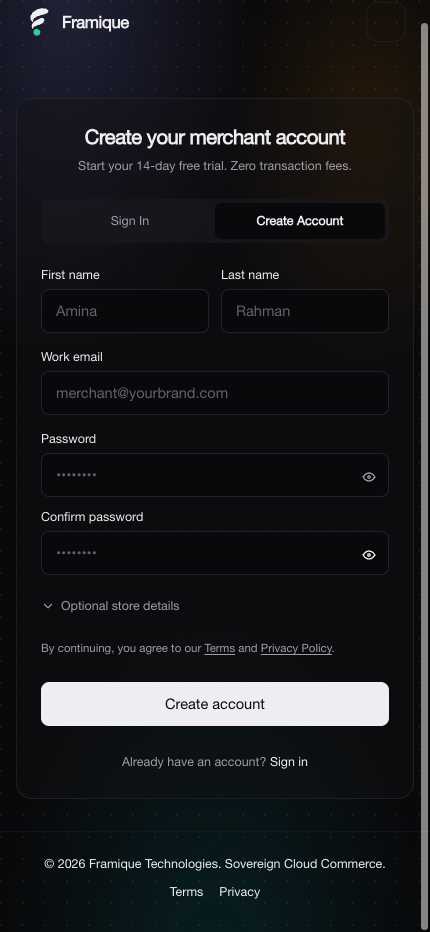 Framique
Create your merchant account
Start your 14-day free trial. Zero transaction fees.
Sign In
Create Account
First name
Last name
Amina
Rahman
Work email
merchant@yourbrand.com
Password
••••••••
Confirm password
••••••••
Optional store details
By continuing, you agree to our Terms and Privacy Policy.
Create account
Already have an account? Sign in
© 2026 Framique Technologies. Sovereign Cloud Commerce.
Terms Privacy